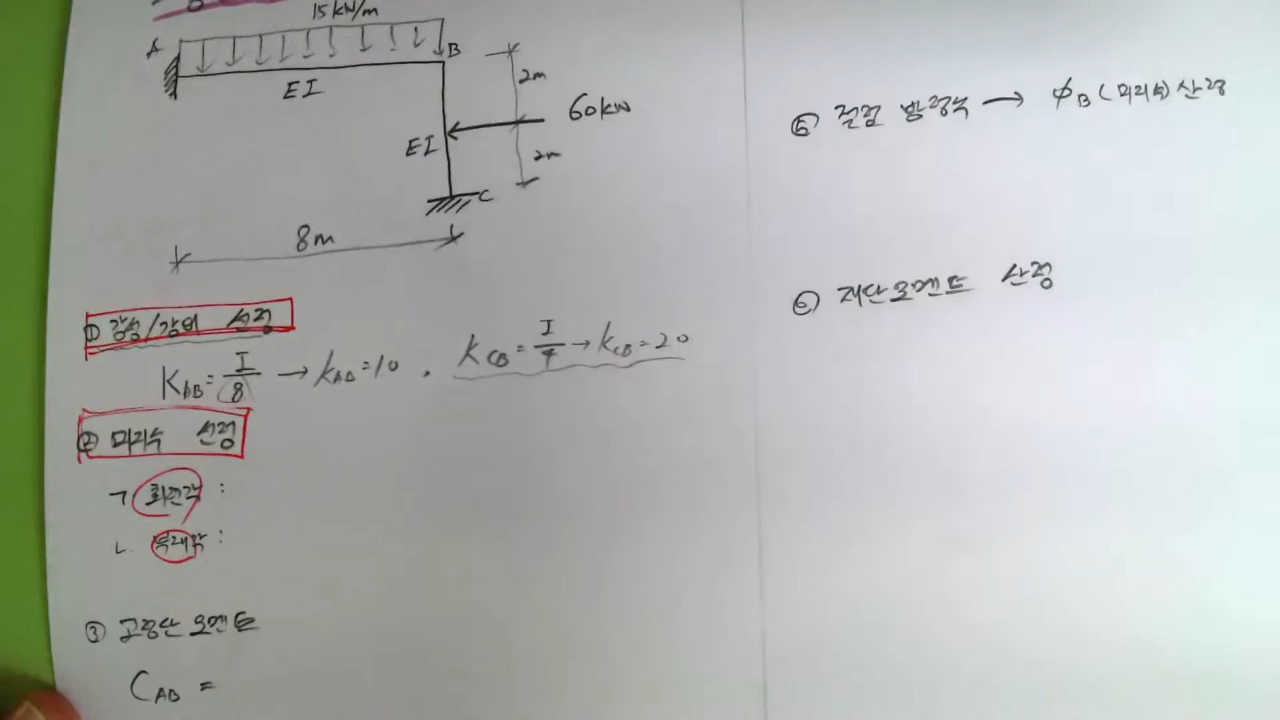 15 kN/m
A
B
EI
2m
60kN
EI
2m
C
8m
① 강성/강비 산정
K_AB = I/8 → k_AB = 10 , K_CB = I/4 → k_CB = 20
② 미지수 산정
ㄱ 회전각 :
ㄴ 부재각 :
③ 고정단 모멘트
C_AB =
⑤ 절점 방정식 → φ_B (미지수) 산정
⑥ 재단모멘트 산정